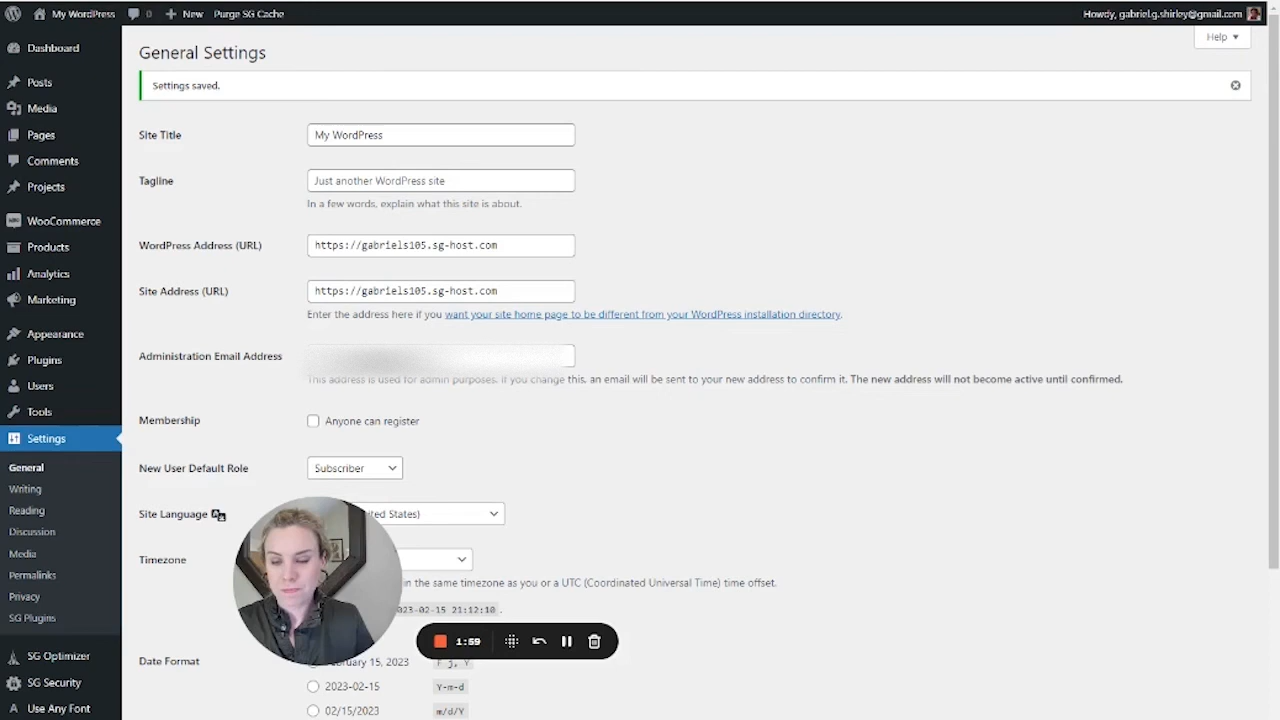 My WordPress 0 New Purge SG Cache Howdy, gabriel.g.shirley@gmail.com
Help
Dashboard
Posts
Media
Pages
Comments
Projects
WooCommerce
Products
Analytics
Marketing
Appearance
Plugins
Users
Tools
Settings
General
Writing
Reading
Discussion
Media
Permalinks
Privacy
SG Plugins
SG Optimizer
SG Security
Use Any Font
General Settings
Settings saved.
Site Title My WordPress
Tagline Just another WordPress site
In a few words, explain what this site is about.
WordPress Address (URL) https://gabriels105.sg-host.com
Site Address (URL) https://gabriels105.sg-host.com
Enter the address here if you want your site home page to be different from your WordPress installation directory.
Administration Email Address
This address is used for admin purposes. If you change this, an email will be sent to your new address to confirm it. The new address will not become active until confirmed.
Membership Anyone can register
New User Default Role Subscriber
Site Language States)
Timezone
in the same timezone as you or a UTC (Coordinated Universal Time) time offset.
023-02-15 21:12:10 .
1:59
Date Format 15, 2023 F j, Y
2023-02-15 Y-m-d
02/15/2023 m/d/Y